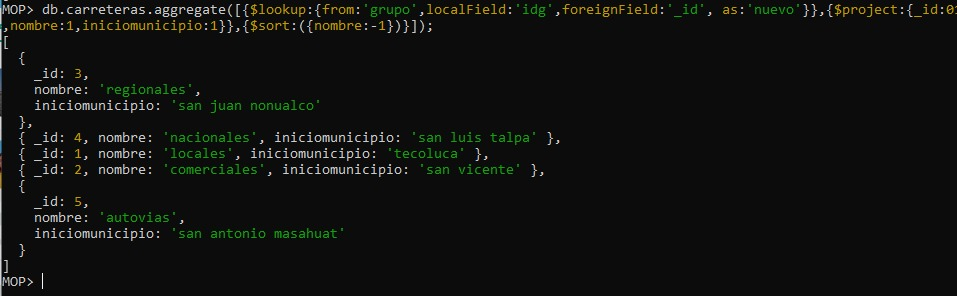 MOP> db.carreteras.aggregate([{$lookup:{from:'grupo',localField:'idg',foreignField:'_id', as:'nuevo'}},{$project:{_id:01
,nombre:1,iniciomunicipio:1}},{$sort:({nombre:-1})}]);
[
  {
    _id: 3,
    nombre: 'regionales',
    iniciomunicipio: 'san juan nonualco'
  },
  { _id: 4, nombre: 'nacionales', iniciomunicipio: 'san luis talpa' },
  { _id: 1, nombre: 'locales', iniciomunicipio: 'tecoluca' },
  { _id: 2, nombre: 'comerciales', iniciomunicipio: 'san vicente' },
  {
    _id: 5,
    nombre: 'autovias',
    iniciomunicipio: 'san antonio masahuat'
  }
]
MOP>